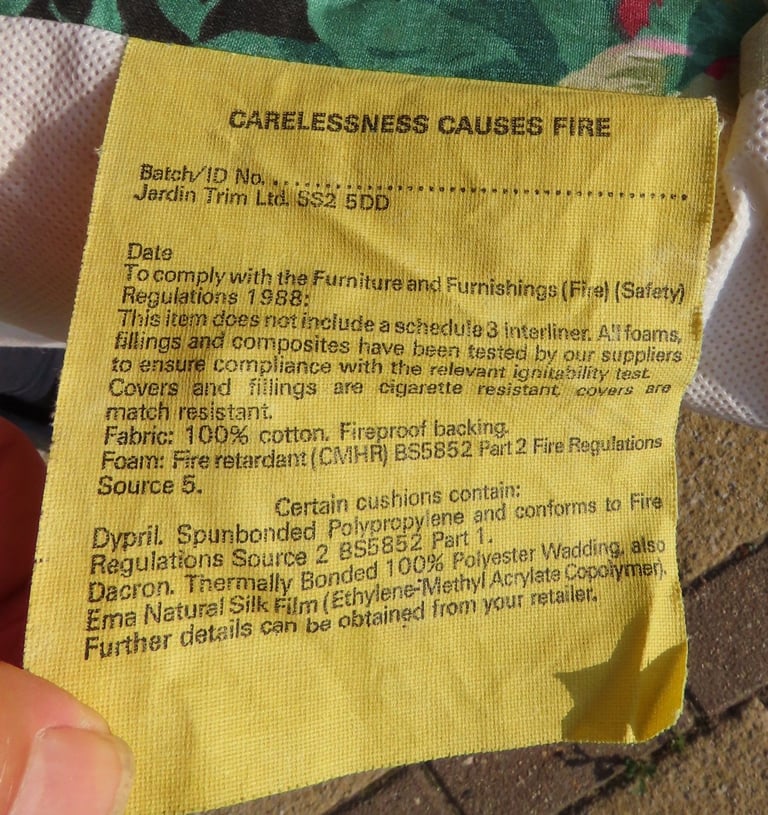 CARELESSNESS CAUSES FIRE
Batch/ID No. ........................................................
Jardin Trim Ltd. SS2 5DD
Date
To comply with the Furniture and Furnishings (Fire) (Safety)
Regulations 1988:
This item does not include a schedule 3 interliner. All foams,
fillings and composites have been tested by our suppliers
to ensure compliance with the relevant ignitability test.
Covers and fillings are cigarette resistant, covers are
match resistant.
Fabric: 100% cotton. Fireproof backing.
Foam: Fire retardant (CMHR) BS5852 Part 2 Fire Regulations
Source 5.
Certain cushions contain:
Dypril. Spunbonded Polypropylene and conforms to Fire
Regulations Source 2 BS5852 Part 1.
Dacron. Thermally Bonded 100% Polyester Wadding, also
Ema Natural Silk Film (Ethylene-Methyl Acrylate Copolymer).
Further details can be obtained from your retailer.